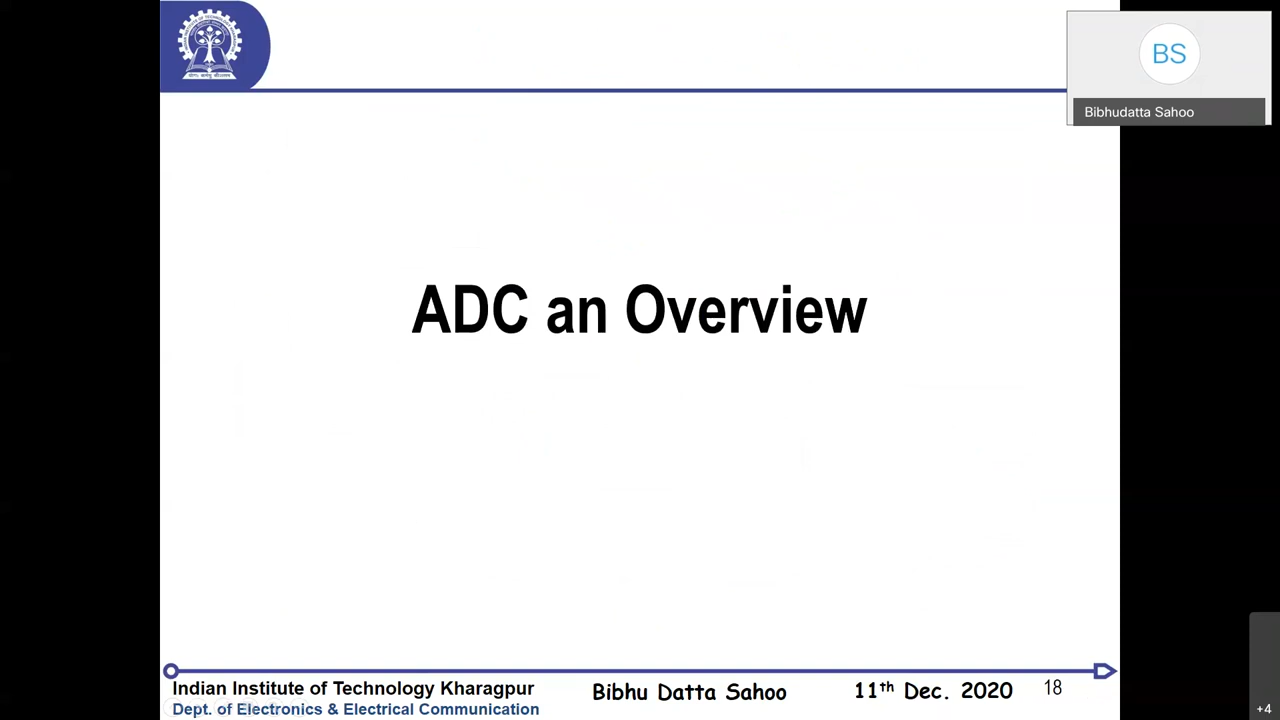 BS
Bibhudatta Sahoo
ADC an Overview
Indian Institute of Technology Kharagpur
Dept. of Electronics & Electrical Communication
Bibhu Datta Sahoo
11th Dec. 2020
18
+4